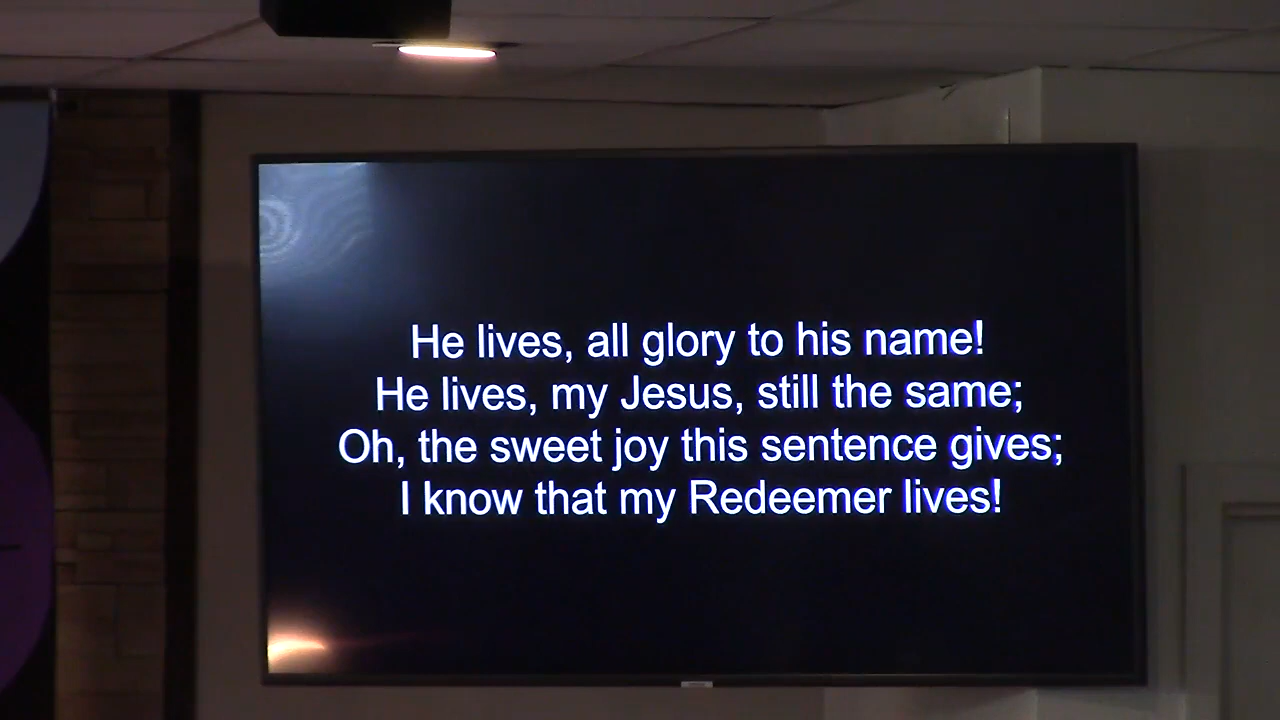 He lives, all glory to his name!
He lives, my Jesus, still the same;
Oh, the sweet joy this sentence gives;
I know that my Redeemer lives!